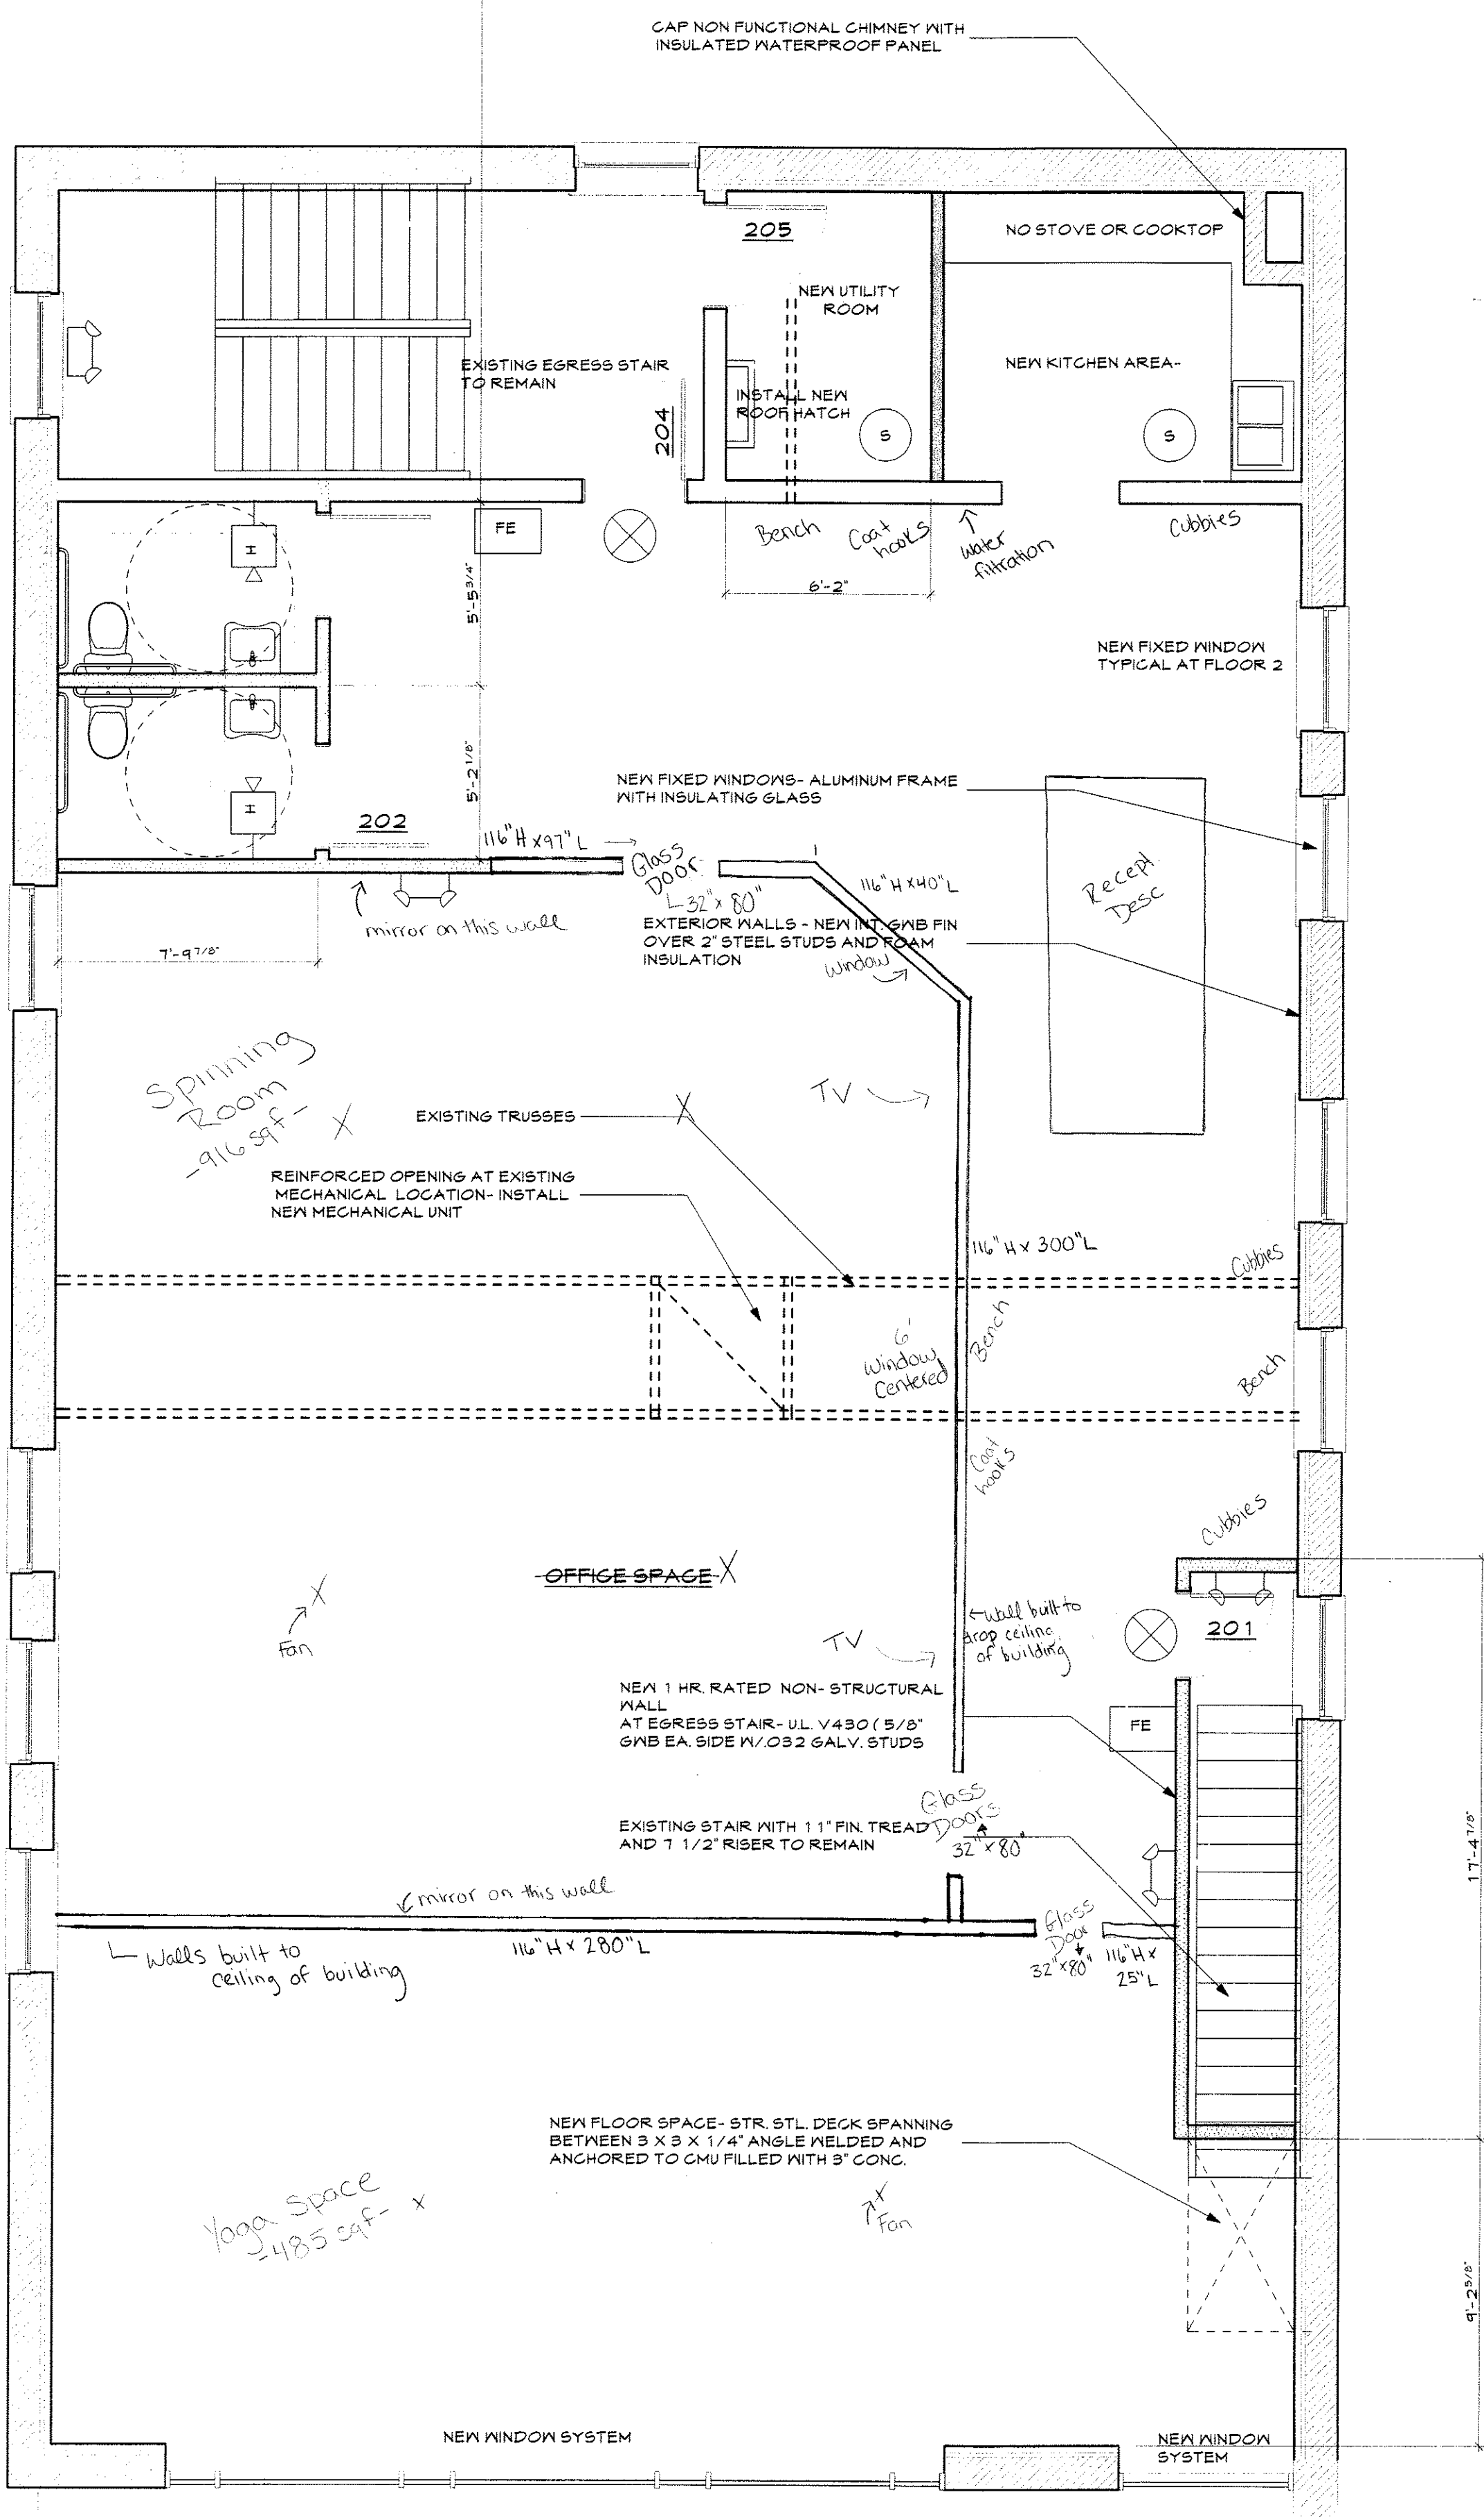 CAP NON FUNCTIONAL CHIMNEY WITH
INSULATED WATERPROOF PANEL
205
NO STOVE OR COOKTOP
NEW UTILITY
ROOM
EXISTING EGRESS STAIR
TO REMAIN
NEW KITCHEN AREA-
INSTALL NEW
ROOF HATCH
204
S
S
FE
Bench
Coat
hooks
Water
filtration
Cubbies
I
5'-5 3/4"
6'-2"
NEW FIXED WINDOW
TYPICAL AT FLOOR 2
5'-2 1/8"
NEW FIXED WINDOWS- ALUMINUM FRAME
WITH INSULATING GLASS
I
202
116"H x97"L
Glass
Door
32"x 80"
116"H x40"L
Recept
Desc
mirror on this wall
EXTERIOR WALLS - NEW INT. GWB FIN
OVER 2" STEEL STUDS AND FOAM
INSULATION
Window
7'-9 7/8"
Spinning
Room
-916 sqf-
X
TV
EXISTING TRUSSES
X
REINFORCED OPENING AT EXISTING
MECHANICAL LOCATION- INSTALL
NEW MECHANICAL UNIT
116"H x 300"L
Cubbies
6'
Window
Centered
Bench
Bench
Coat
hooks
Cubbies
OFFICE SPACE X
X
Fan
TV
Wall built to
drop ceiling
of building
201
NEW 1 HR. RATED NON- STRUCTURAL
WALL
AT EGRESS STAIR- U.L. V430 ( 5/8"
GWB EA. SIDE W/.032 GALV. STUDS
FE
Glass
Doors
32"x80"
EXISTING STAIR WITH 11" FIN. TREAD
AND 7 1/2" RISER TO REMAIN
17'-4 7/8"
mirror on this wall
116"H x 280"L
Walls built to
ceiling of building
Glass
Door
32"x80"
116"H x
25"L
NEW FLOOR SPACE- STR. STL. DECK SPANNING
BETWEEN 3 X 3 X 1/4" ANGLE WELDED AND
ANCHORED TO CMU FILLED WITH 3" CONC.
Yoga Space
-485 sqf-
X
X
Fan
9'-2 5/8"
NEW WINDOW SYSTEM
NEW WINDOW
SYSTEM